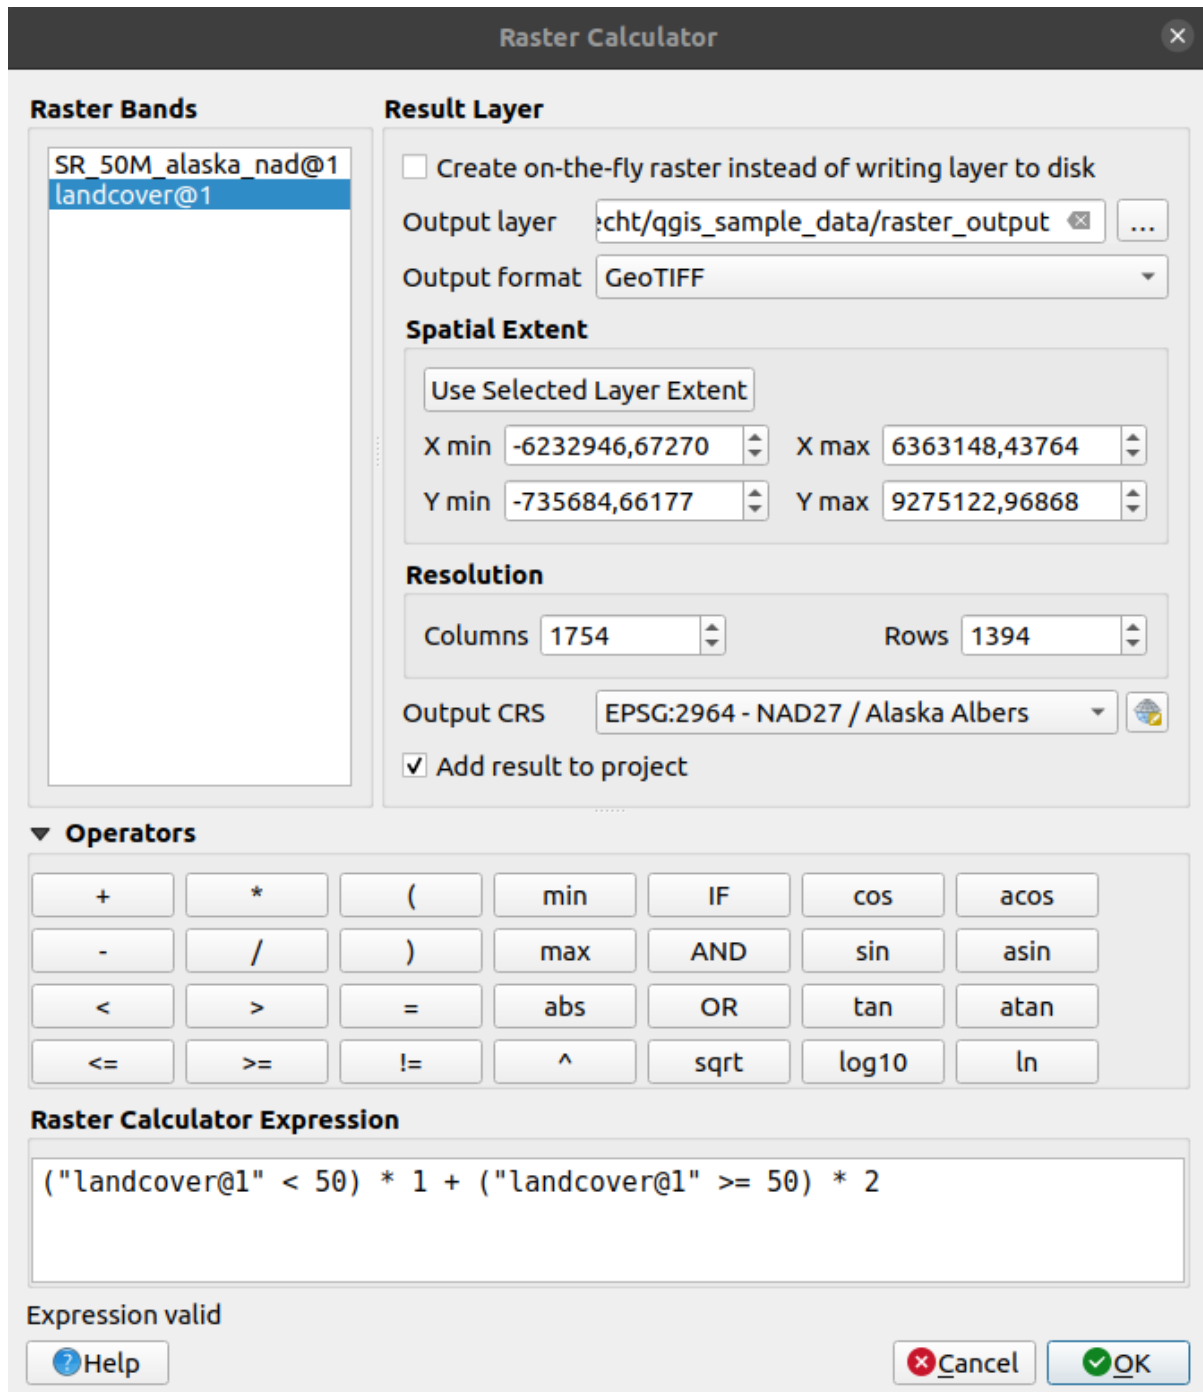 Raster Calculator
Raster Bands
SR_50M_alaska_nad@1
landcover@1
Result Layer
Create on-the-fly raster instead of writing layer to disk
Output layer :cht/qgis_sample_data/raster_output ...
Output format GeoTIFF
Spatial Extent
Use Selected Layer Extent
X min -6232946,67270 X max 6363148,43764
Y min -735684,66177 Y max 9275122,96868
Resolution
Columns 1754 Rows 1394
Output CRS EPSG:2964 - NAD27 / Alaska Albers
Add result to project
Operators
+ * ( min IF cos acos
- / ) max AND sin asin
< > = abs OR tan atan
<= >= != ^ sqrt log10 ln
Raster Calculator Expression
("landcover@1" < 50) * 1 + ("landcover@1" >= 50) * 2
Expression valid
Help Cancel OK